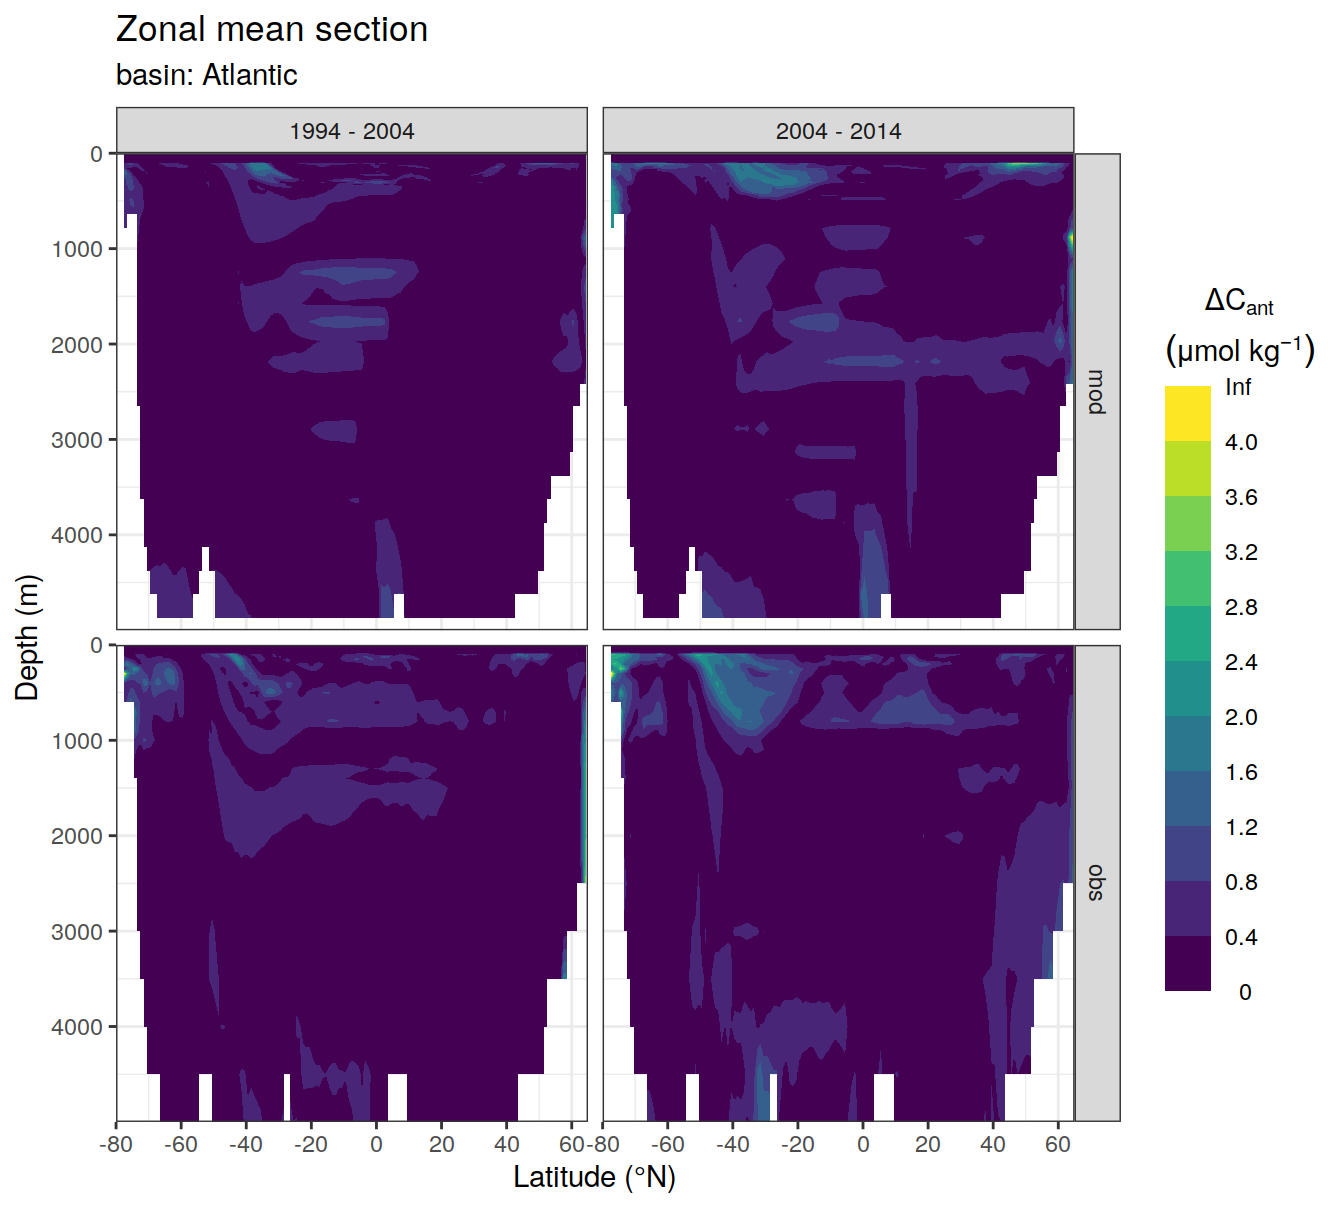 Zonal mean section
basin: Atlantic
1994 - 2004
2004 - 2014
0
1000
2000
3000
4000
mod
0
1000
2000
3000
4000
obs
Depth (m)
-80 -60 -40 -20 0 20 40 60
-80 -60 -40 -20 0 20 40 60
Latitude (°N)
ΔCant
(μmol kg⁻¹)
Inf
4.0
3.6
3.2
2.8
2.4
2.0
1.6
1.2
0.8
0.4
0